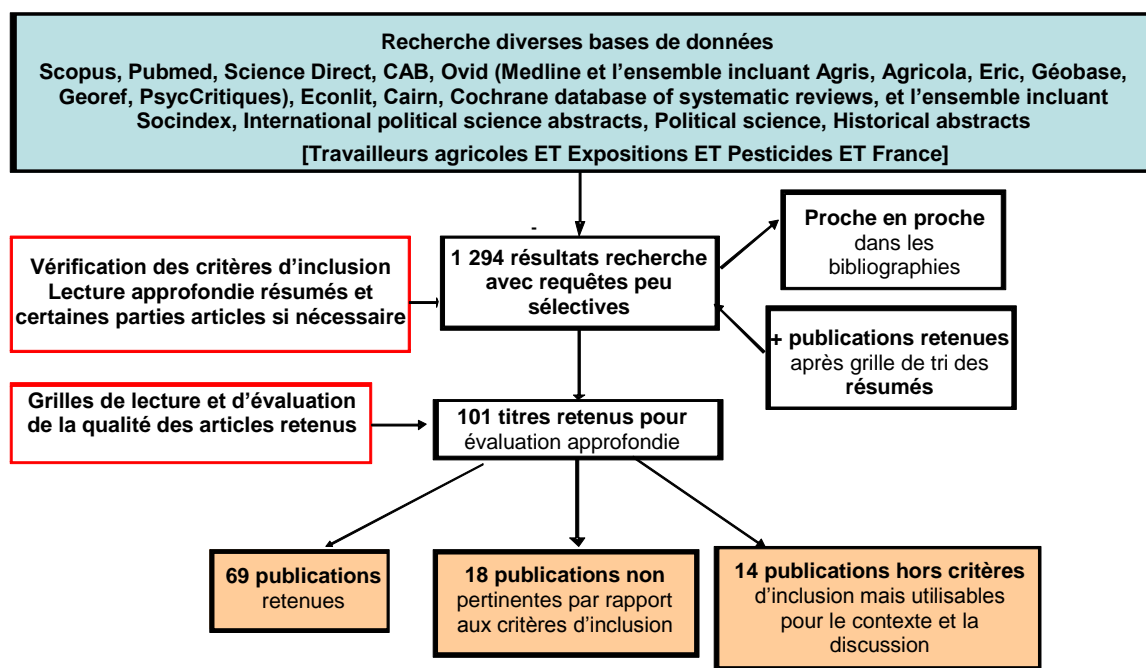 Recherche diverses bases de données
Scopus, Pubmed, Science Direct, CAB, Ovid (Medline et l'ensemble incluant Agris, Agricola, Eric, Géobase,
Georef, PsycCritiques), Econlit, Cairn, Cochrane database of systematic reviews, et l'ensemble incluant
Socindex, International political science abstracts, Political science, Historical abstracts
[Travailleurs agricoles ET Expositions ET Pesticides ET France]
-
Vérification des critères d'inclusion
Lecture approfondie résumés et
certaines parties articles si nécessaire
1 294 résultats recherche
avec requêtes peu
sélectives
Proche en proche
dans les
bibliographies
+ publications retenues
après grille de tri des
résumés
Grilles de lecture et d'évaluation
de la qualité des articles retenus
101 titres retenus pour
évaluation approfondie
69 publications
retenues
18 publications non
pertinentes par rapport
aux critères d'inclusion
14 publications hors critères
d'inclusion mais utilisables
pour le contexte et la
discussion